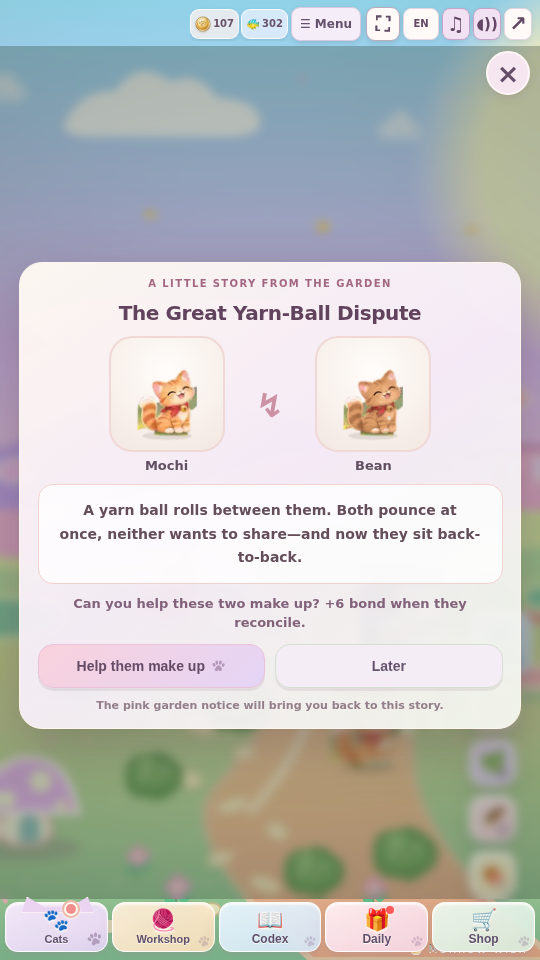 107
302
☰ Menu
EN
A LITTLE STORY FROM THE GARDEN
The Great Yarn-Ball Dispute
Mochi
Bean
A yarn ball rolls between them. Both pounce at
once, neither wants to share—and now they sit back-
to-back.
Can you help these two make up? +6 bond when they
reconcile.
Help them make up
Later
The pink garden notice will bring you back to this story.
Cats
Workshop
Codex
Daily
Shop